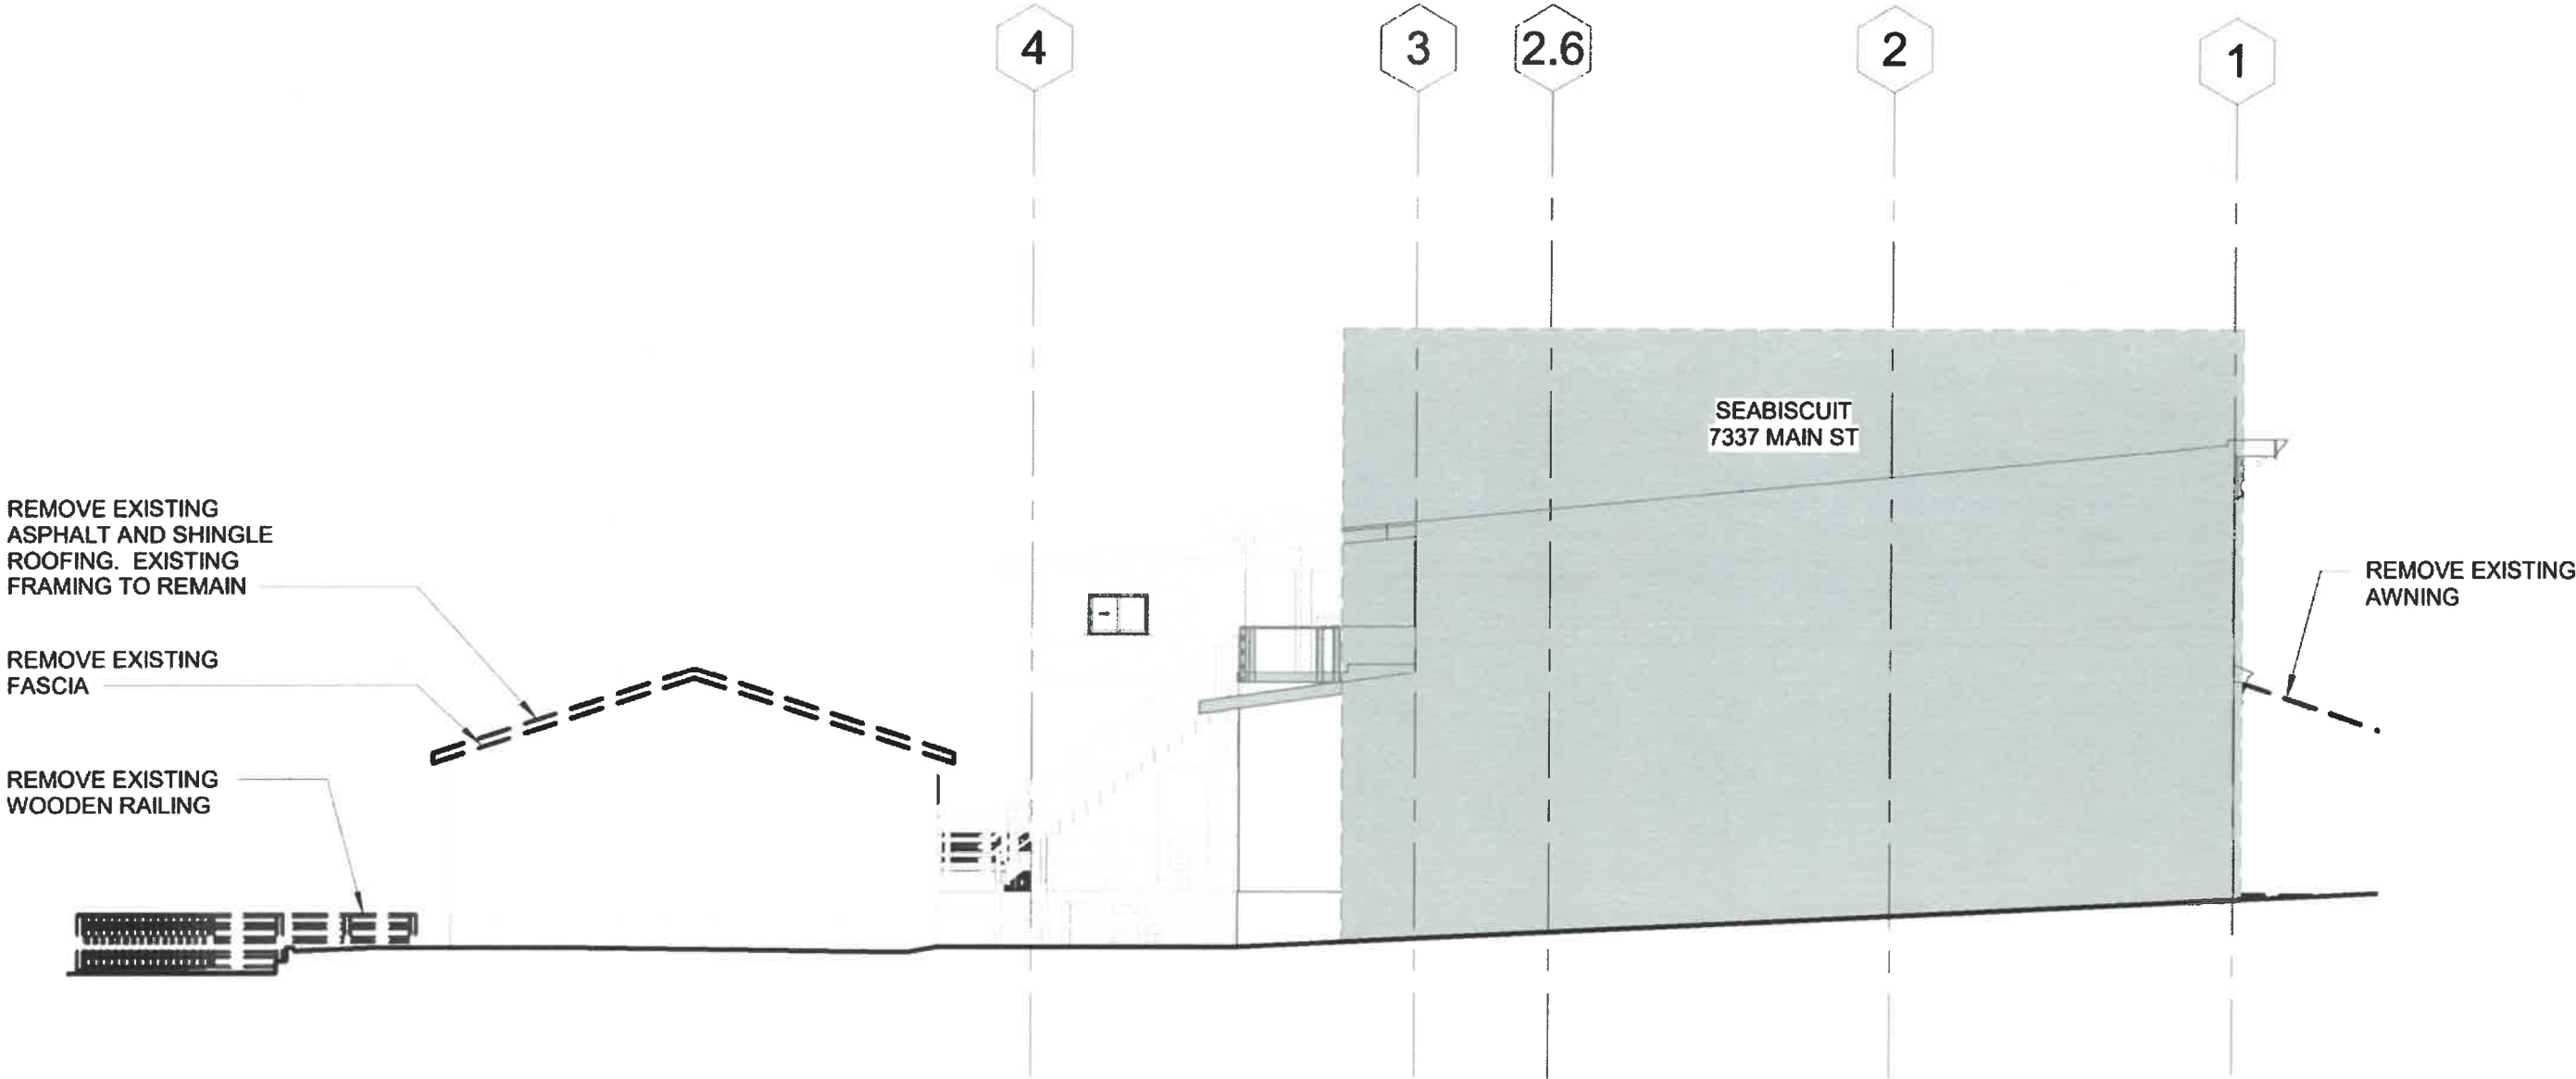 4
3
2.6
2
1
SEABISCUIT
7337 MAIN ST
REMOVE EXISTING
ASPHALT AND SHINGLE
ROOFING. EXISTING
FRAMING TO REMAIN
REMOVE EXISTING
FASCIA
REMOVE EXISTING
WOODEN RAILING
REMOVE EXISTING
AWNING